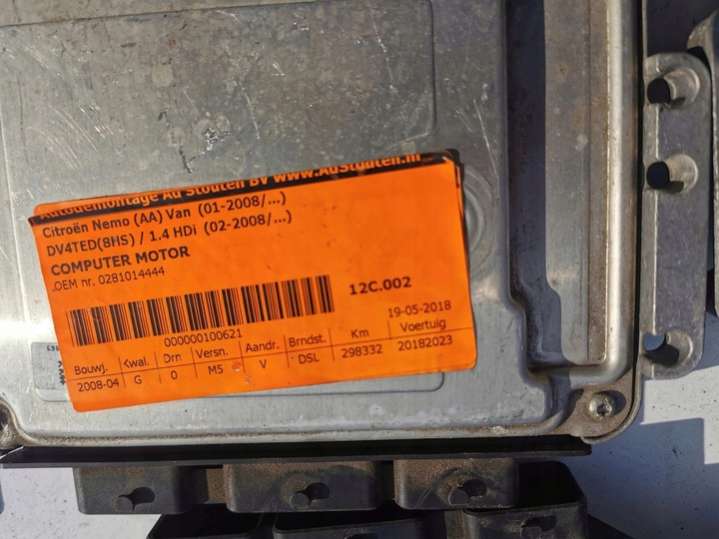 Autodemontage Ad Stouten BV www.AdStouten.nl
Citroën Nemo (AA) Van (01-2008/...)
DV4TED(8HS) / 1.4 HDi (02-2008/...)
COMPUTER MOTOR
.OEM nr. 0281014444
12C.002
000000100621
19-05-2018
Bouwj. Kwal. Drn Versn. Aandr. Brndst. Km Voertuig
2008-04 G 0 M5 V DSL 298332 20182023